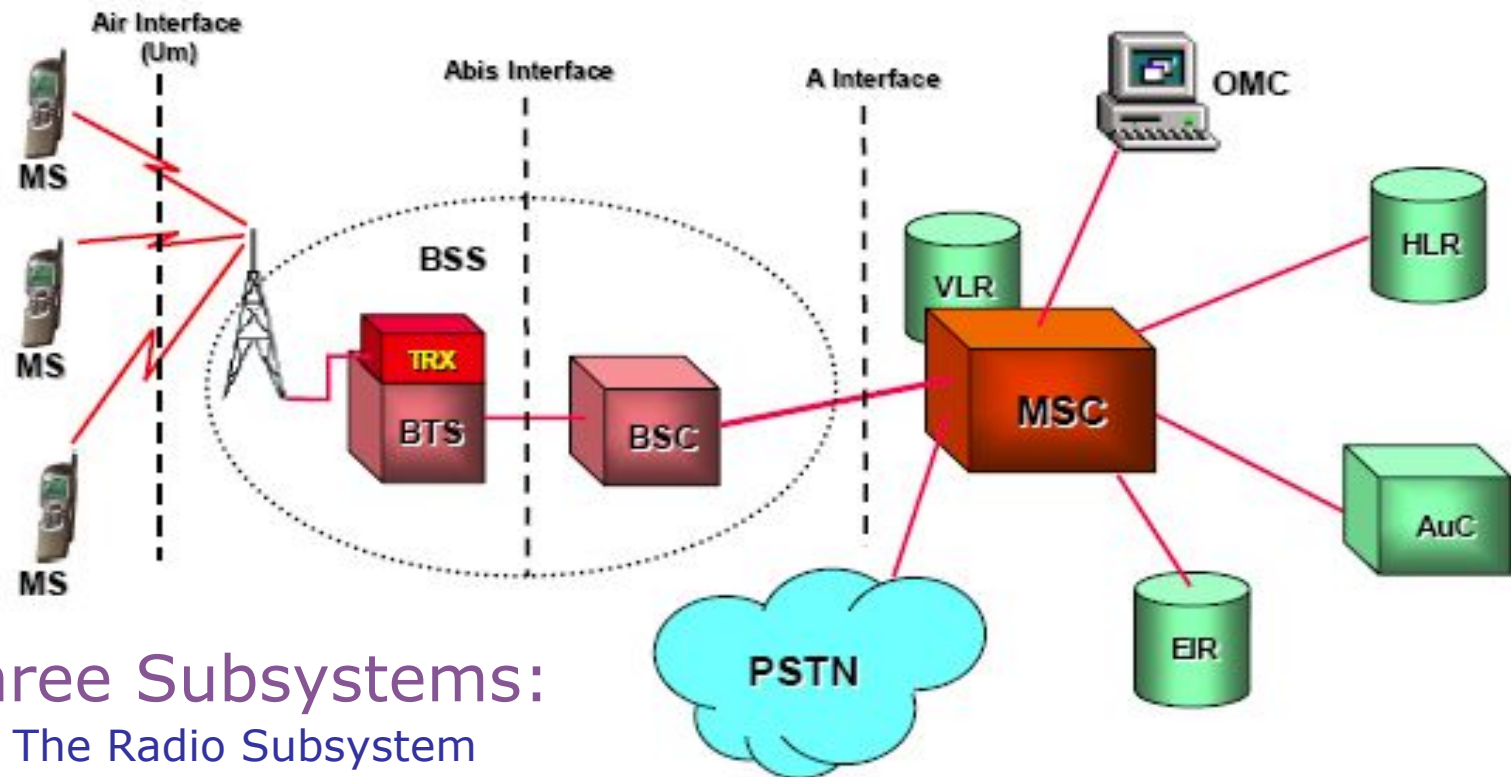 Air Interface
(Um)
Abis Interface
A Interface
OMC
MS
BSS
VLR
HLR
MS
TRX
BTS
BSC
MSC
AuC
MS
EIR
PSTN
hree Subsystems:
The Radio Subsystem